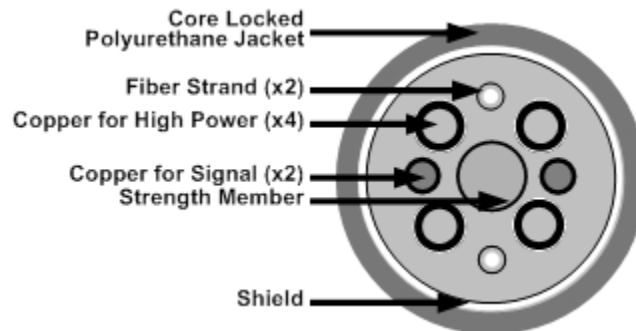 Core Locked
Polyurethane Jacket
Fiber Strand (x2)
Copper for High Power (x4)
Copper for Signal (x2)
Strength Member
Shield